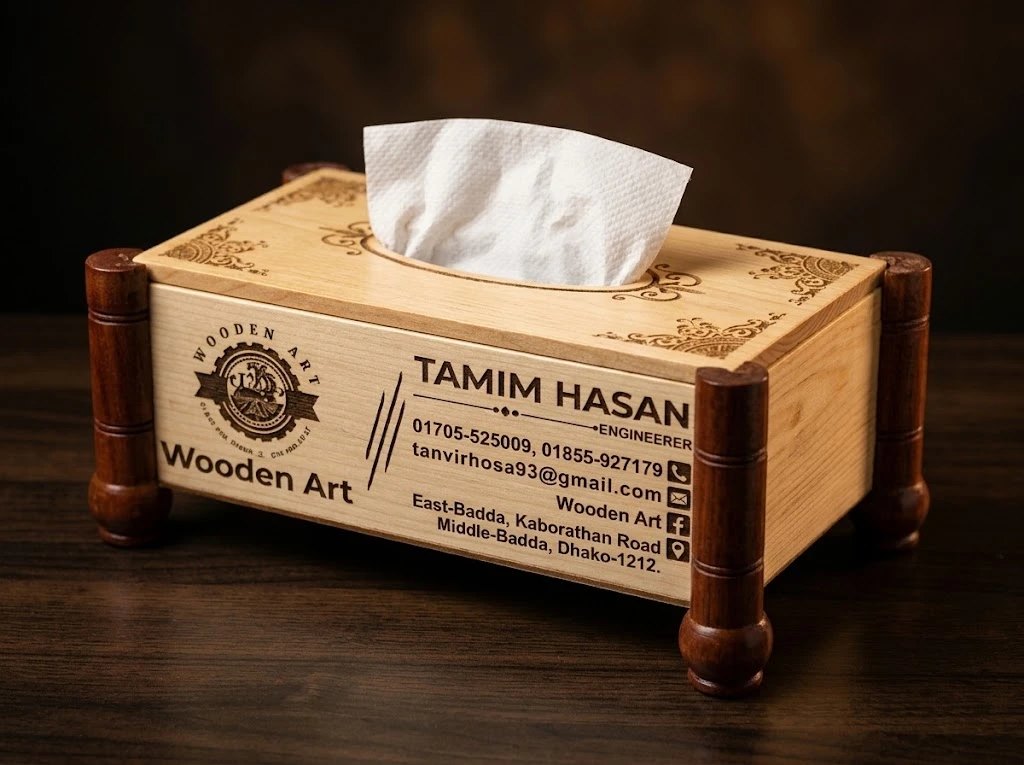 WOODEN ART
Wooden Art
TAMIM HASAN
ENGINEERER
01705-525009, 01855-927179
tanvirhosa93@gmail.com
Wooden Art
East-Badda, Kaborathan Road
Middle-Badda, Dhako-1212.